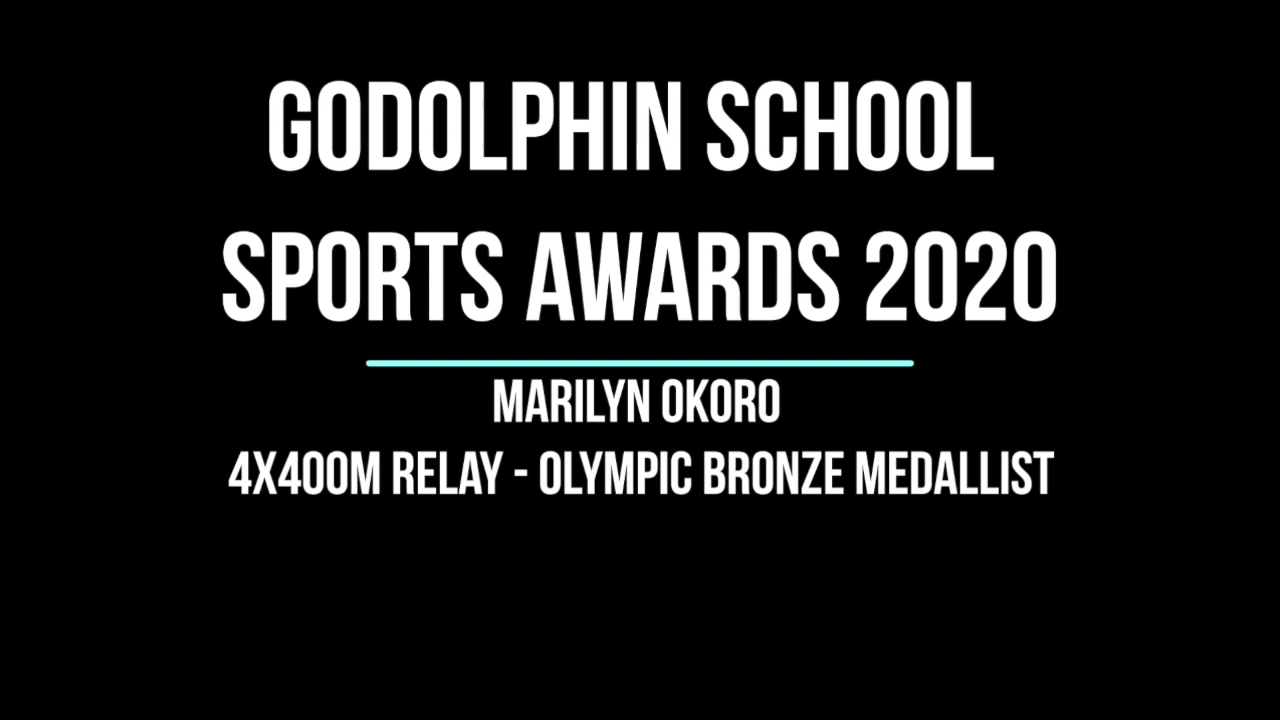 GODOLPHIN SCHOOL
SPORTS AWARDS 2020
MARILYN OKORO
4X400M RELAY - OLYMPIC BRONZE MEDALLIST